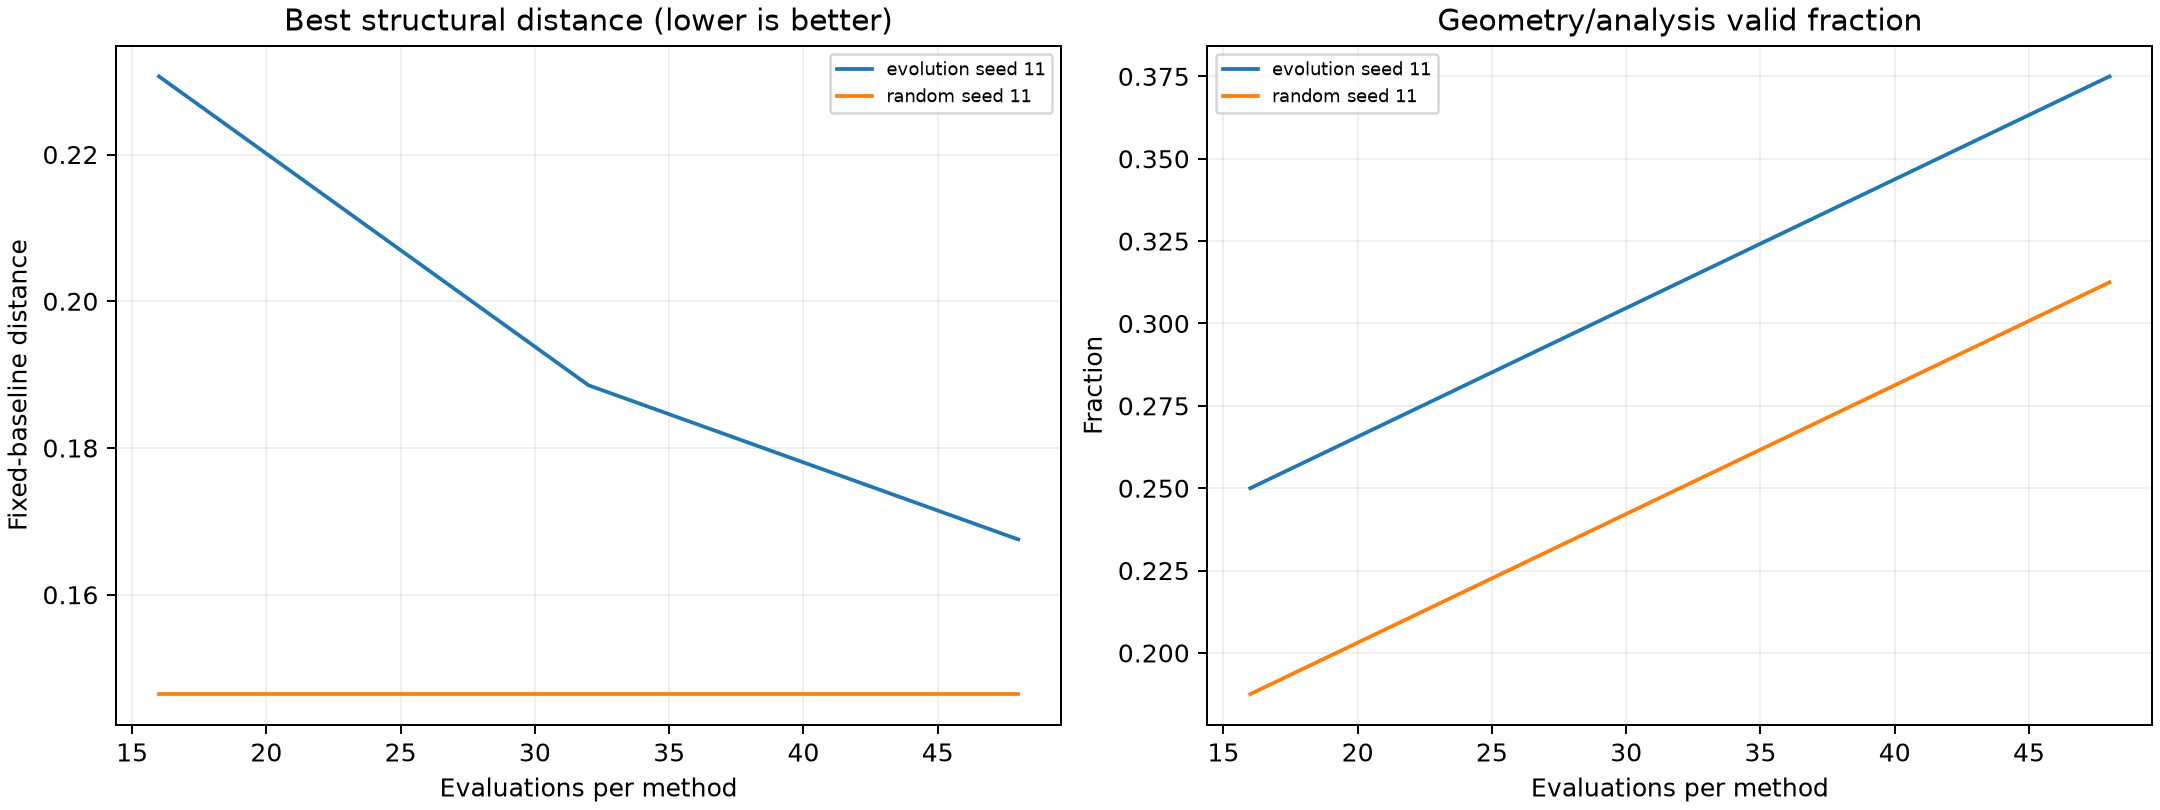 Best structural distance (lower is better)
evolution seed 11
random seed 11
Fixed-baseline distance
0.22
0.20
0.18
0.16
15 20 25 30 35 40 45
Evaluations per method
Geometry/analysis valid fraction
evolution seed 11
random seed 11
Fraction
0.375
0.350
0.325
0.300
0.275
0.250
0.225
0.200
15 20 25 30 35 40 45
Evaluations per method